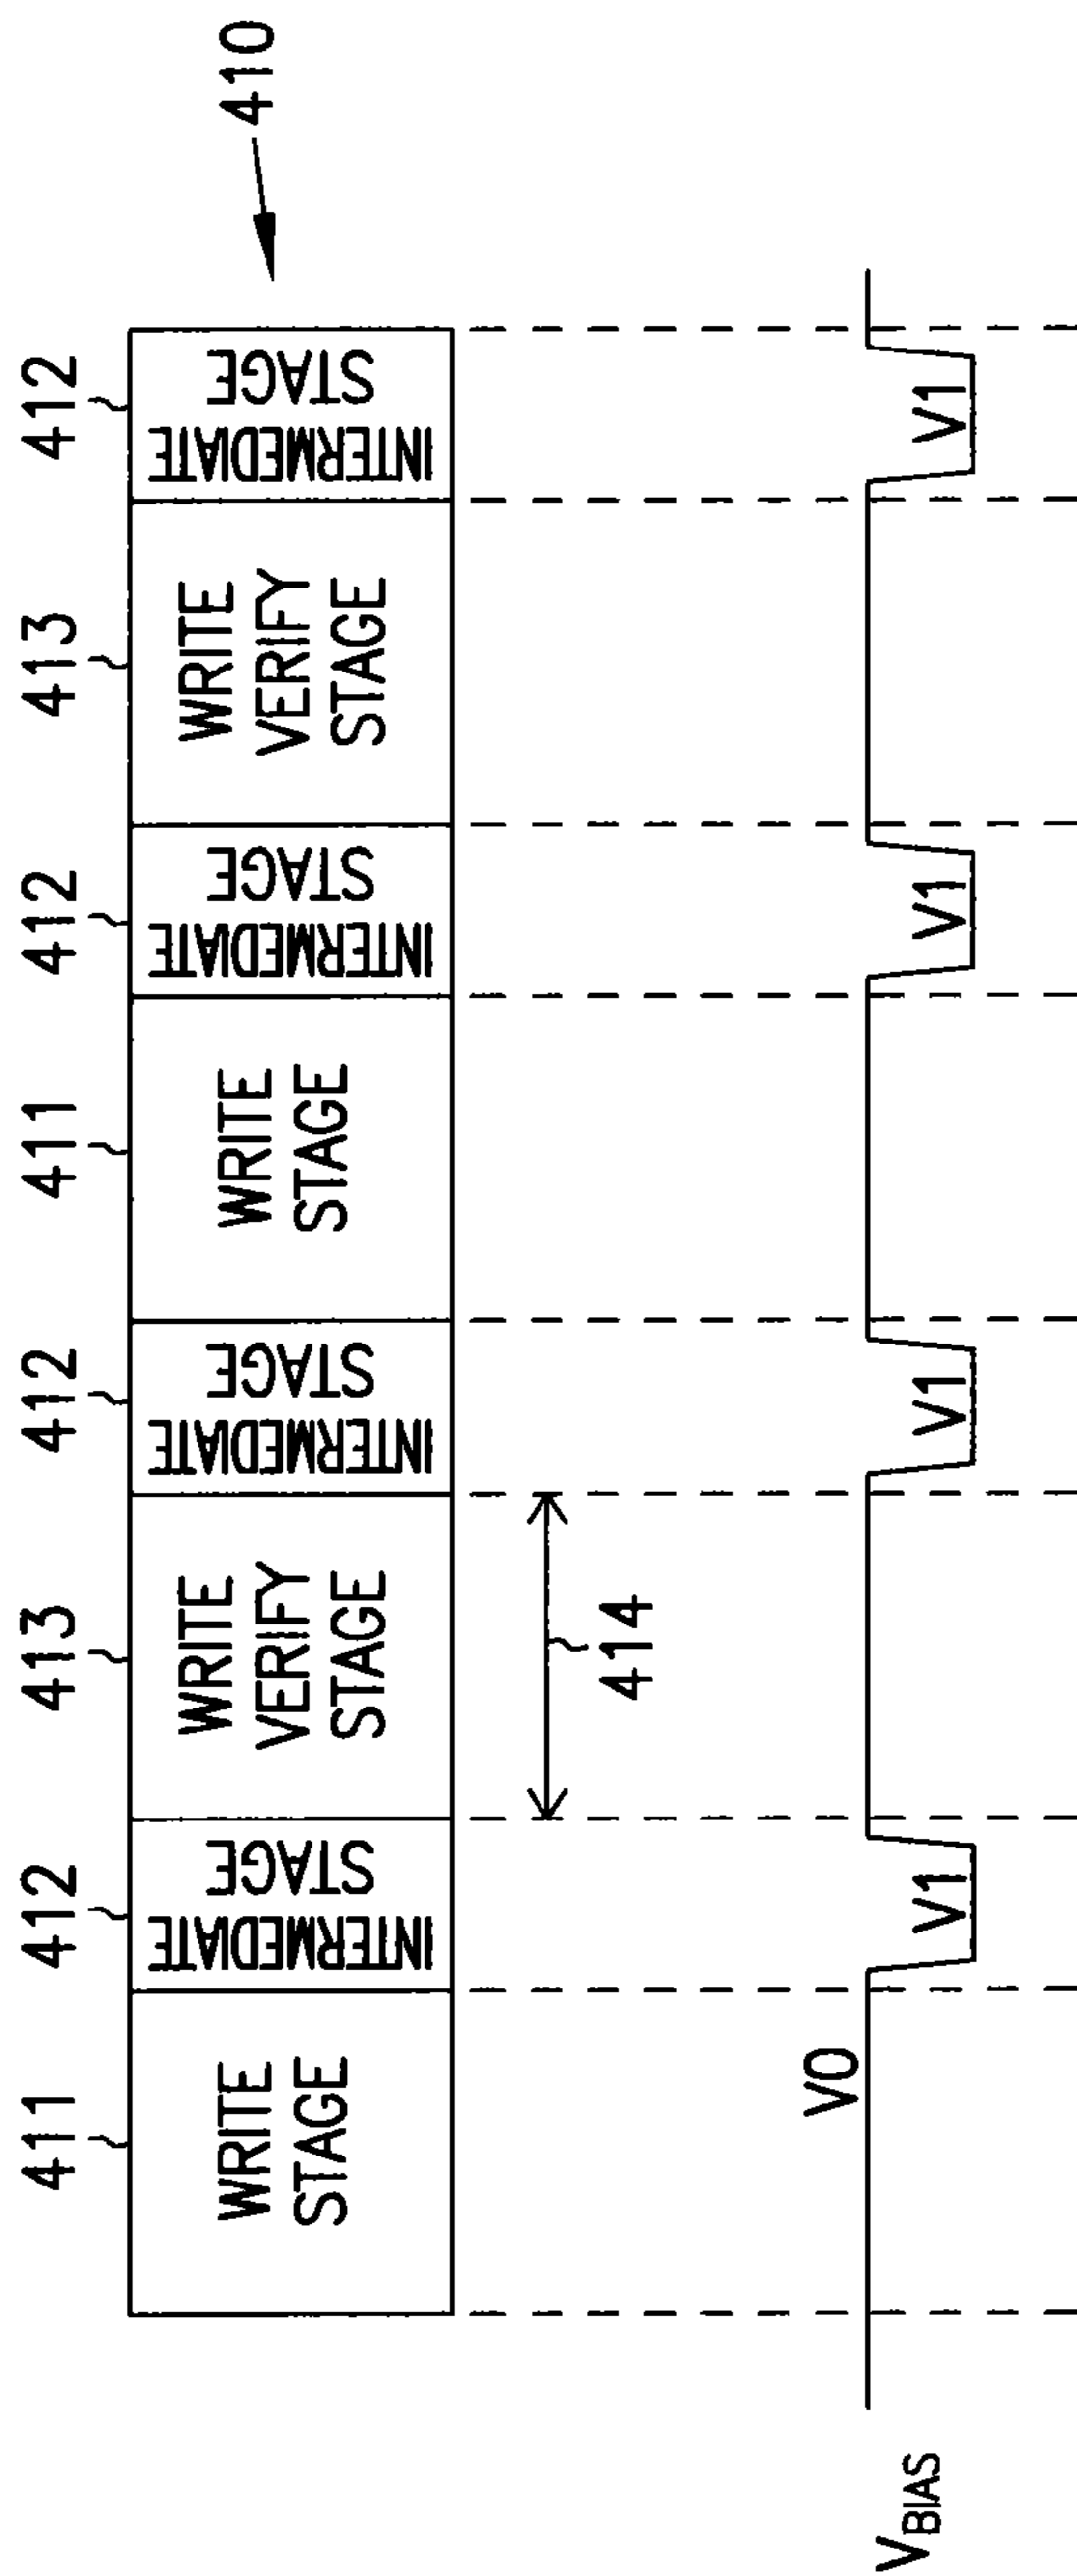 411
412
413
412
411
412
413
412
410
WRITE
STAGE
INTERMEDIATE
STAGE
WRITE
VERIFY
STAGE
INTERMEDIATE
STAGE
WRITE
STAGE
INTERMEDIATE
STAGE
WRITE
VERIFY
STAGE
INTERMEDIATE
STAGE
414
VBIAS
V0
V1
V1
V1
V1